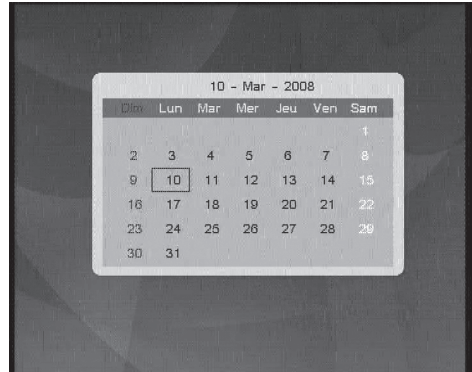 10 - Mar - 2008
Dim Lun Mar Mer Jeu Ven Sam
1
2 3 4 5 6 7 8
9 10 11 12 13 14 15
16 17 18 19 20 21 22
23 24 25 26 27 28 29
30 31